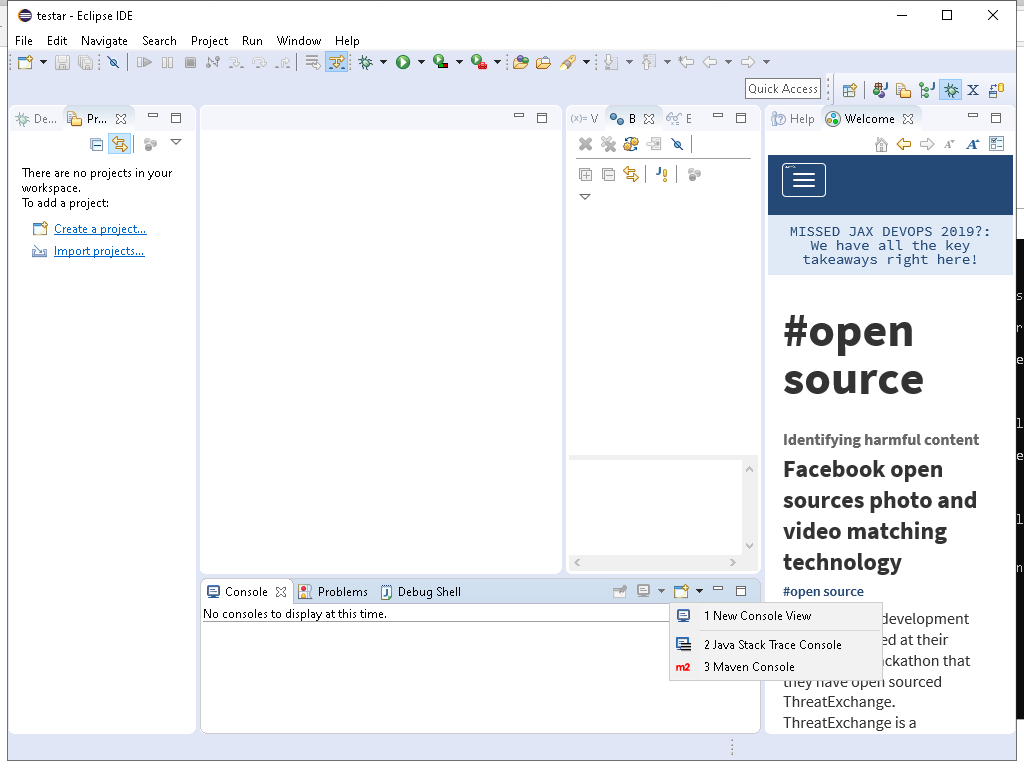 testar - Eclipse IDE
File Edit Navigate Search Project Run Window Help
Quick Access
De...
Pr...
(x)= V
B
E
Help
Welcome
There are no projects in your
workspace.
To add a project:
Create a project...
Import projects...
MISSED JAX DEVOPS 2019?:
We have all the key
takeaways right here!
#open
source
Identifying harmful content
Facebook open
sources photo and
video matching
technology
#open source
development
ed at their
ackathon that
they have open sourced
ThreatExchange.
ThreatExchange is a
Console
Problems
Debug Shell
No consoles to display at this time.
1 New Console View
2 Java Stack Trace Console
m2 3 Maven Console